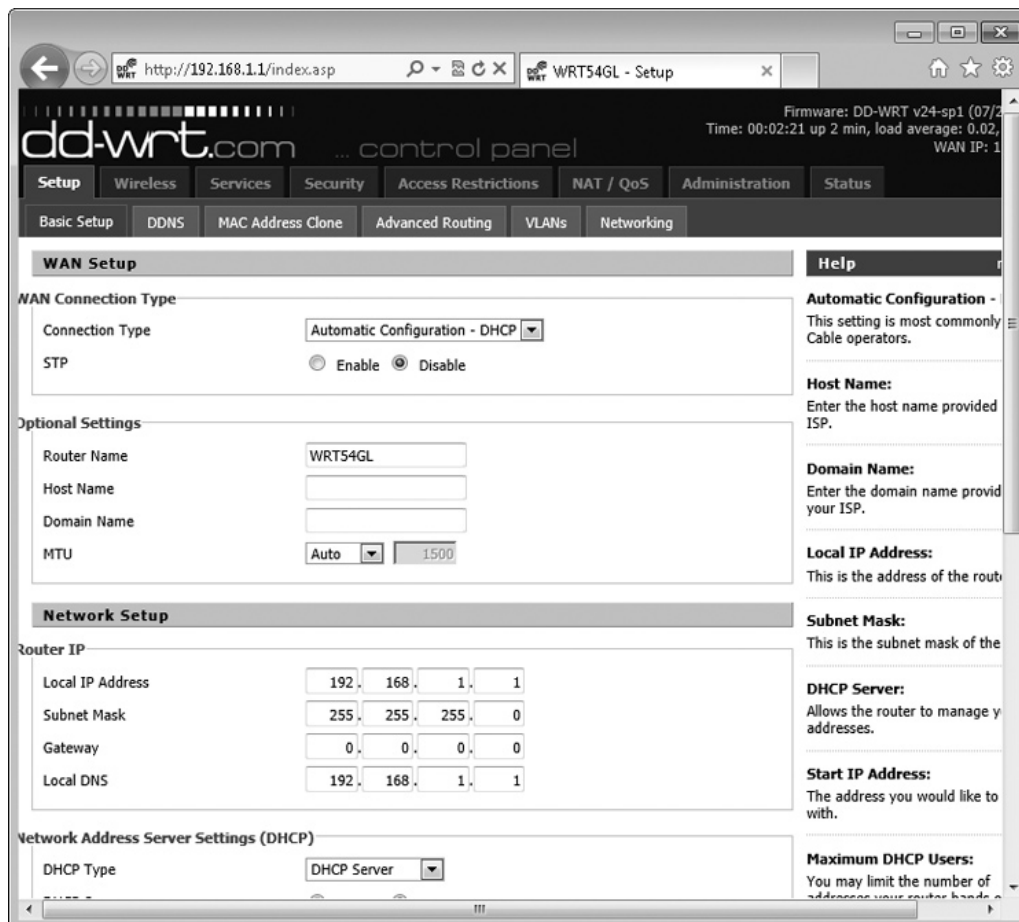 http://192.168.1.1/index.asp
WRT54GL - Setup
dd-wrt.com ... control panel
Firmware: DD-WRT v24-sp1 (07/2
Time: 00:02:21 up 2 min, load average: 0.02,
WAN IP: 1
Setup Wireless Services Security Access Restrictions NAT / QoS Administration Status
Basic Setup DDNS MAC Address Clone Advanced Routing VLANs Networking
WAN Setup
WAN Connection Type
Connection Type Automatic Configuration - DHCP
STP Enable Disable
Optional Settings
Router Name WRT54GL
Host Name
Domain Name
MTU Auto 1500
Network Setup
Router IP
Local IP Address 192. 168. 1. 1
Subnet Mask 255. 255. 255. 0
Gateway 0. 0. 0. 0
Local DNS 192. 168. 1. 1
Network Address Server Settings (DHCP)
DHCP Type DHCP Server
Help
Automatic Configuration -
This setting is most commonly
Cable operators.
Host Name:
Enter the host name provided
ISP.
Domain Name:
Enter the domain name provid
your ISP.
Local IP Address:
This is the address of the route
Subnet Mask:
This is the subnet mask of the
DHCP Server:
Allows the router to manage y
addresses.
Start IP Address:
The address you would like to
with.
Maximum DHCP Users:
You may limit the number of
addresses your router hands